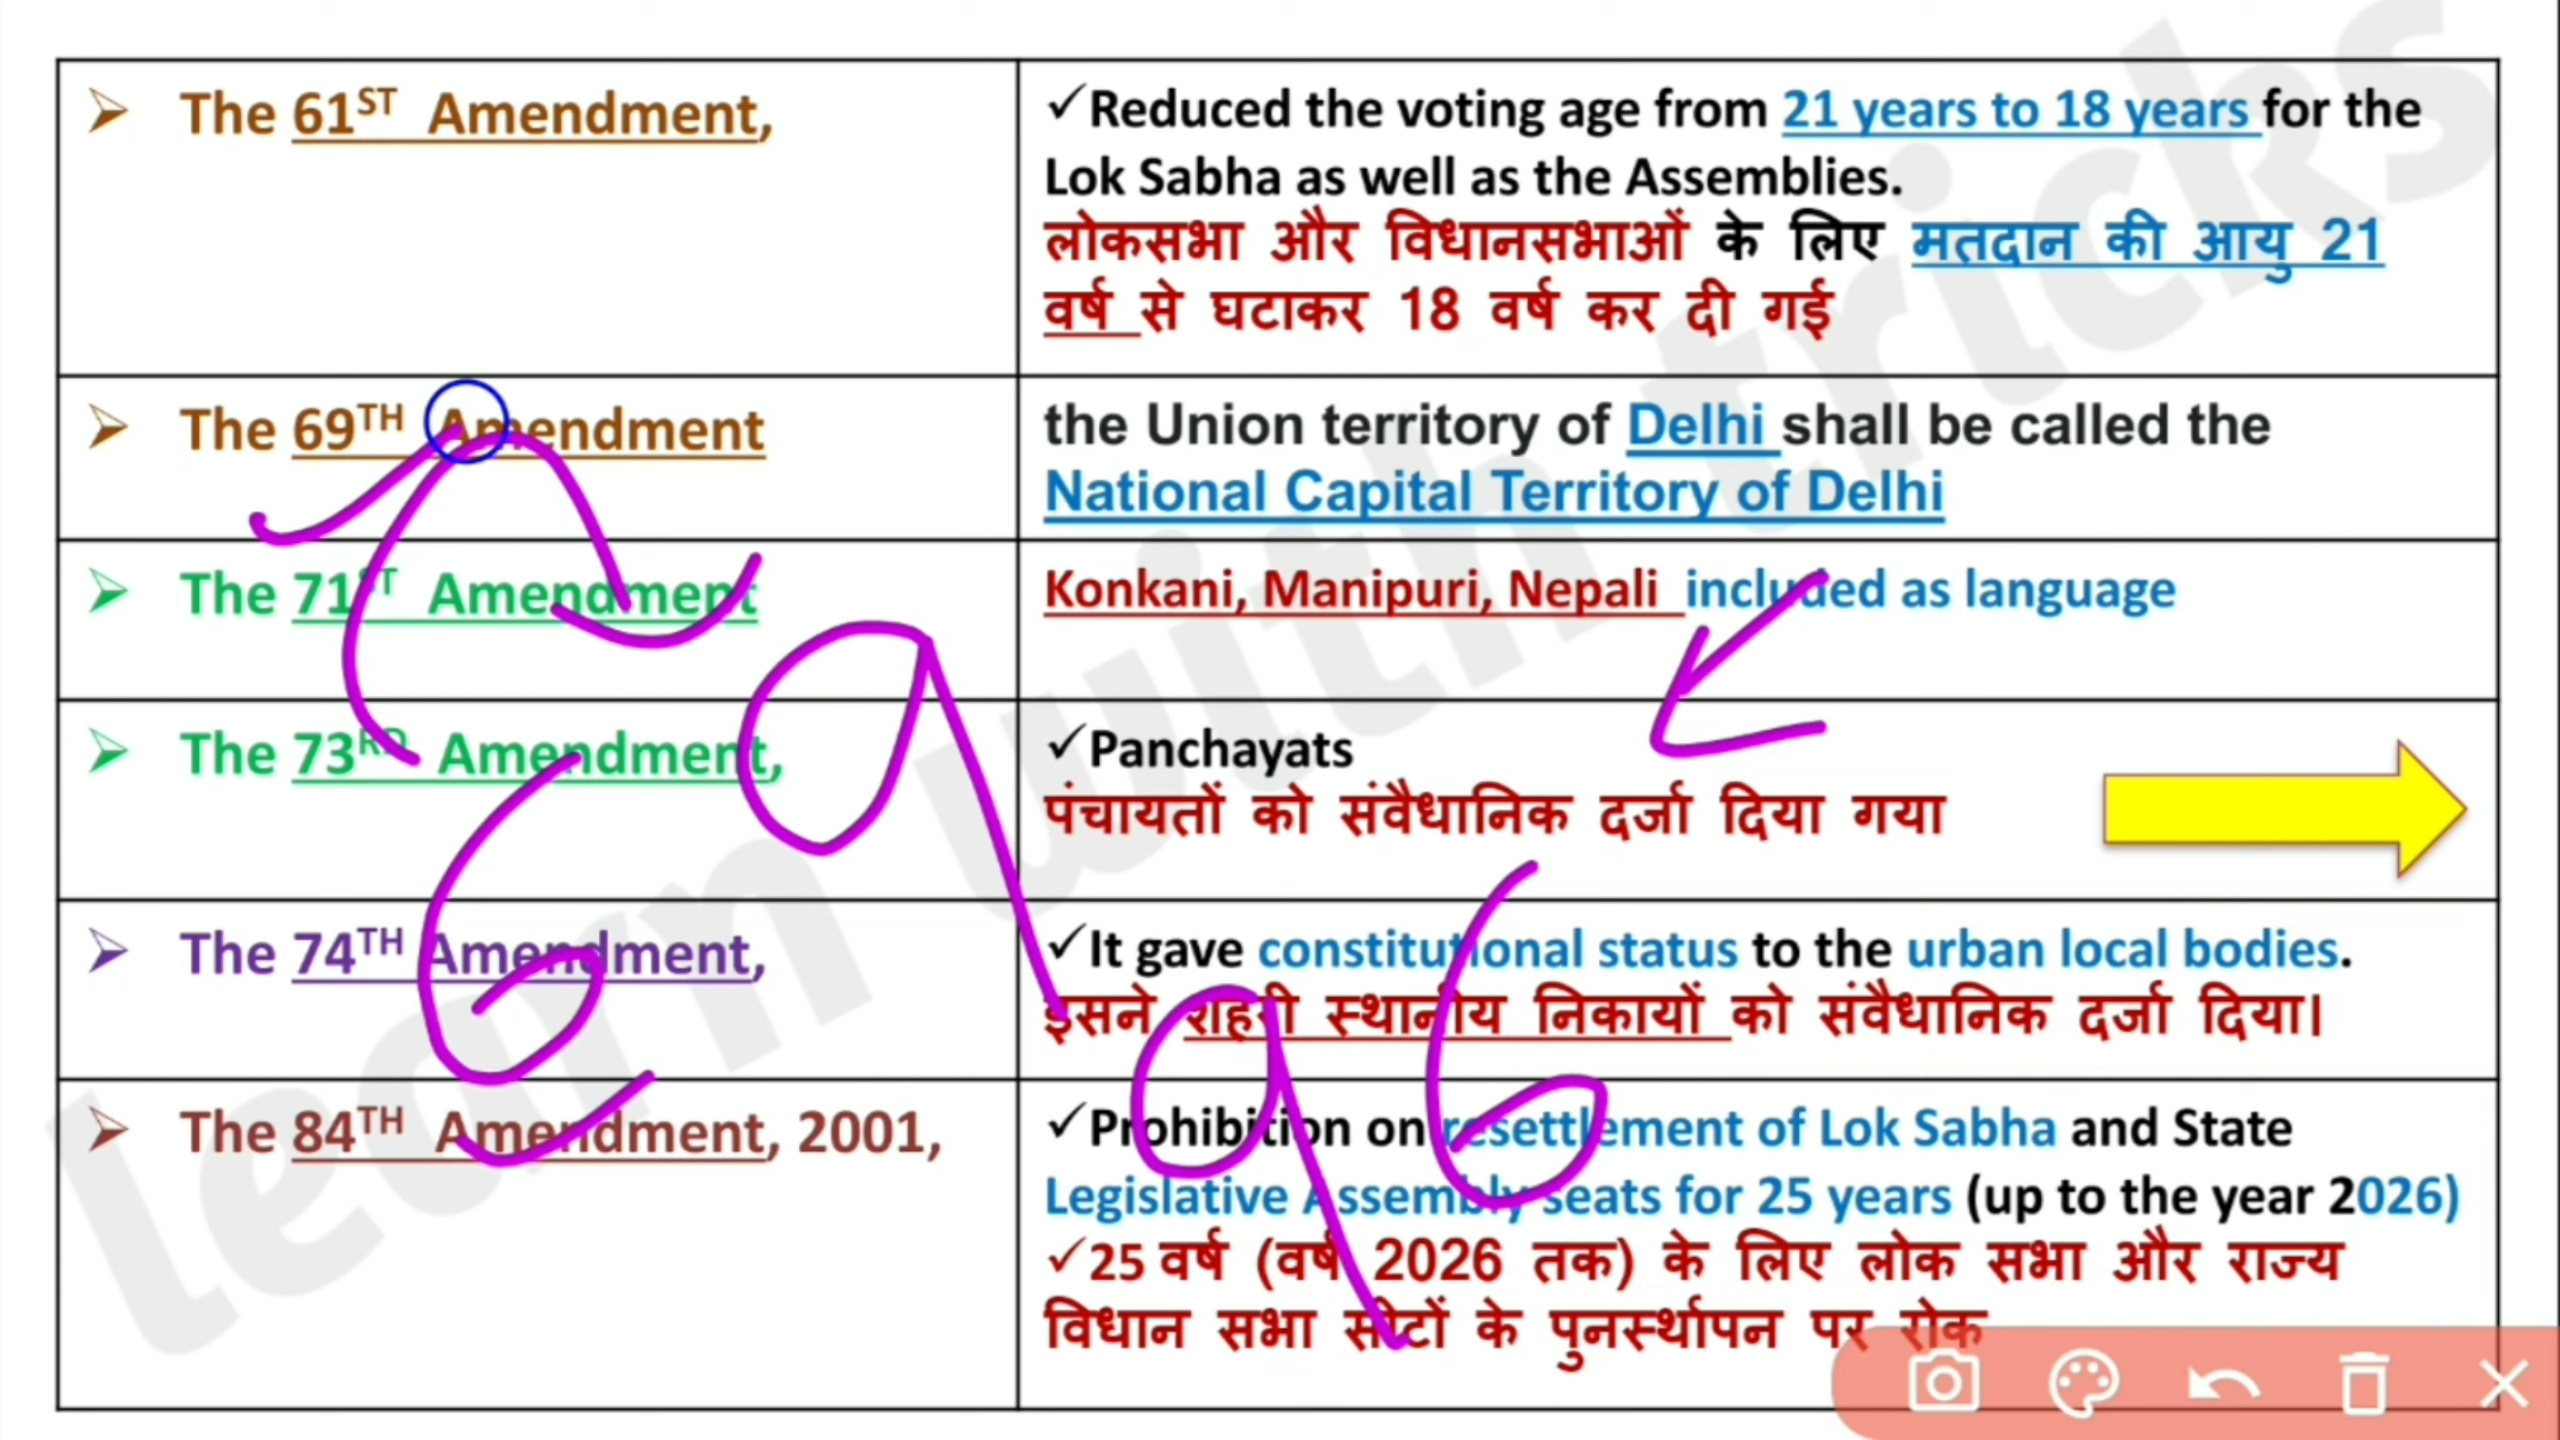 The 61ST Amendment,
✓Reduced the voting age from 21 years to 18 years for the
Lok Sabha as well as the Assemblies.
लोकसभा और विधानसभाओं के लिए मतदान की आयु 21
वर्ष से घटाकर 18 वर्ष कर दी गई
The 69TH Amendment
the Union territory of Delhi shall be called the
National Capital Territory of Delhi
The 71ST Amendment
Konkani, Manipuri, Nepali included as language
The 73RD Amendment,
✓Panchayats
पंचायतों को संवैधानिक दर्जा दिया गया
The 74TH Amendment,
✓It gave constitutional status to the urban local bodies.
इसने शहरी स्थानीय निकायों को संवैधानिक दर्जा दिया।
The 84TH Amendment, 2001,
✓Prohibition on resettlement of Lok Sabha and State
Legislative Assembly seats for 25 years (up to the year 2026)
✓25 वर्ष (वर्ष 2026 तक) के लिए लोक सभा और राज्य
विधान सभा सीटों के पुनर्स्थापन पर रोक
learn with tricks
96